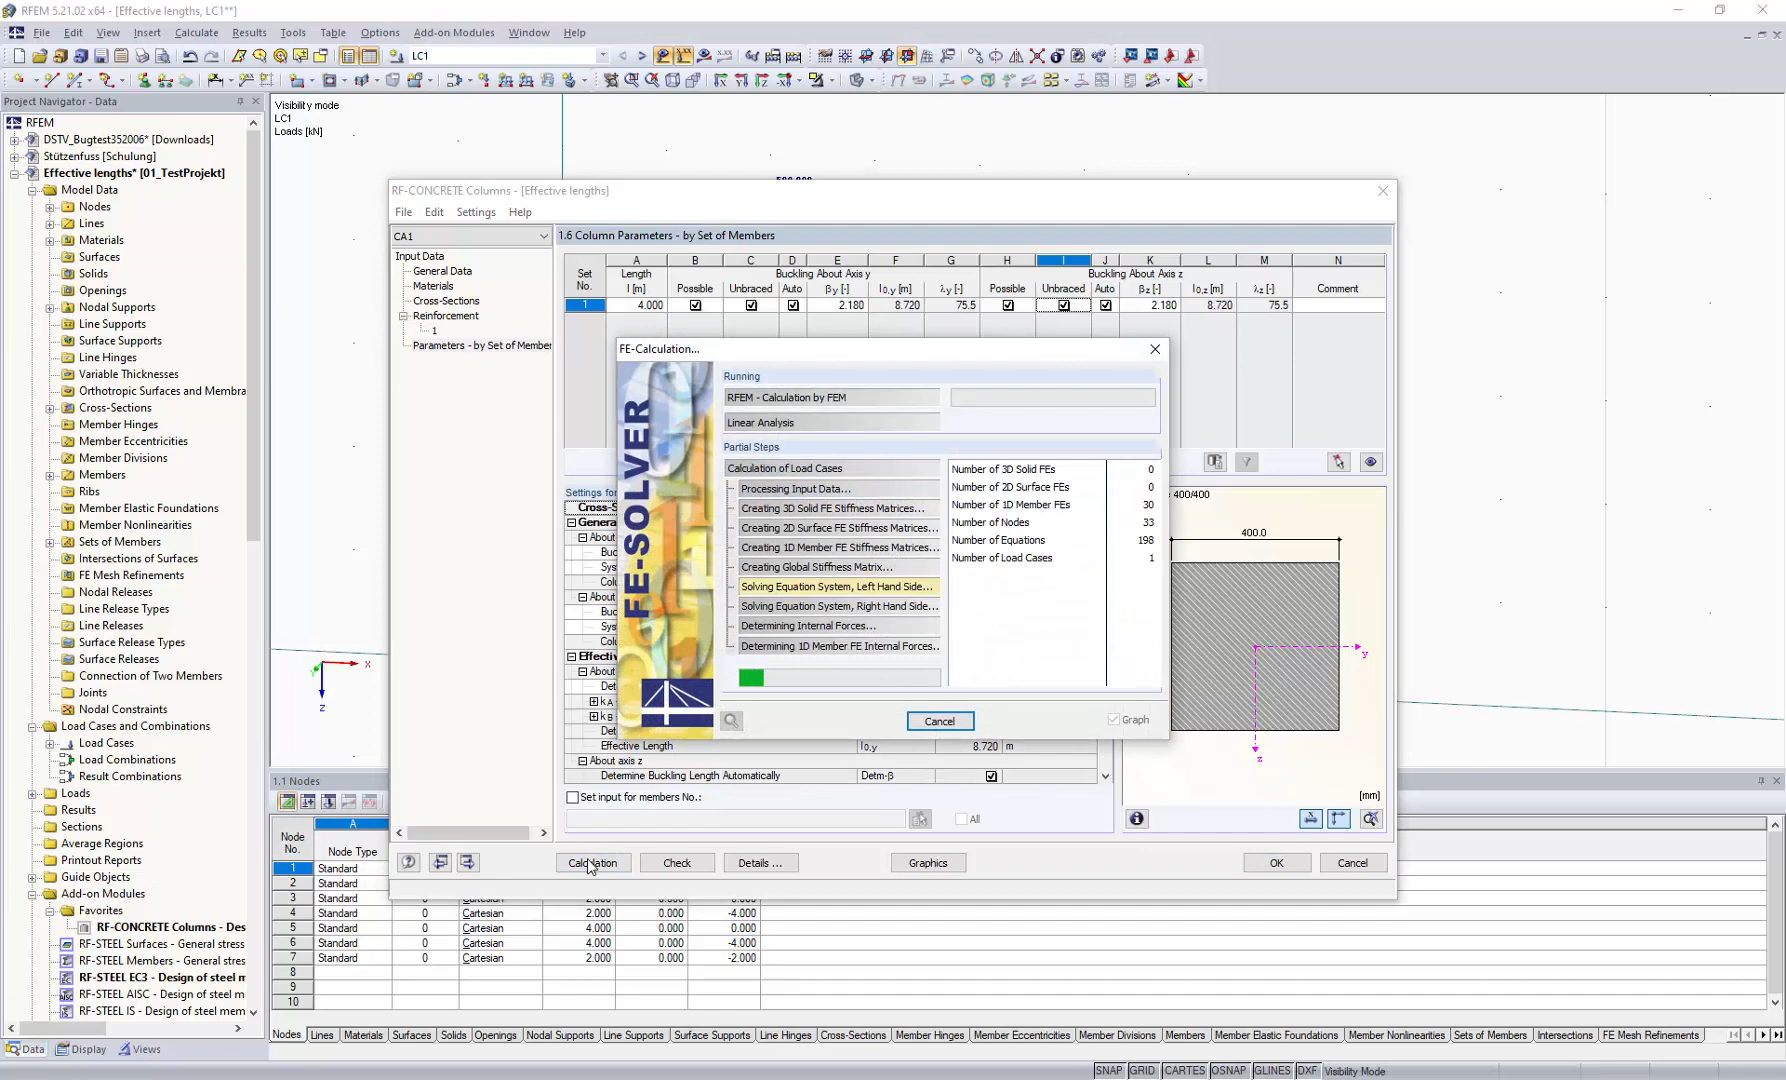 RFEM 5.21.02 x64 - [Effective lengths, LC1**]
File Edit View Insert Calculate Results Tools Table Options Add-on Modules Window Help
LC1
Project Navigator - Data
RFEM
DSTV_Bugtest352006* [Downloads]
Stützenfuss [Schulung]
Effective lengths* [01_TestProjekt]
Model Data
Nodes
Lines
Materials
Surfaces
Solids
Openings
Nodal Supports
Line Supports
Surface Supports
Line Hinges
Variable Thicknesses
Orthotropic Surfaces and Membra
Cross-Sections
Member Hinges
Member Eccentricities
Member Divisions
Members
Ribs
Member Elastic Foundations
Member Nonlinearities
Sets of Members
Intersections of Surfaces
FE Mesh Refinements
Nodal Releases
Line Release Types
Line Releases
Surface Release Types
Surface Releases
Connection of Two Members
Joints
Nodal Constraints
Load Cases and Combinations
Load Cases
Load Combinations
Result Combinations
Loads
Results
Sections
Average Regions
Printout Reports
Guide Objects
Add-on Modules
Favorites
RF-CONCRETE Columns - Des
RF-STEEL Surfaces - General stress
RF-STEEL Members - General stres
RF-STEEL EC3 - Design of steel m
RF-STEEL AISC - Design of steel m
RF-STEEL IS - Design of steel mem
Data Display Views
Visibility mode
LC1
Loads [kN]
X
Z
RF-CONCRETE Columns - [Effective lengths]
File Edit Settings Help
CA1
Input Data
General Data
Materials
Cross-Sections
Reinforcement
1
Parameters - by Set of Member
1.6 Column Parameters - by Set of Members
A B C D E F G H I J K L M N
Set No. Length l [m] Buckling About Axis y Buckling About Axis z
Possible Unbraced Auto βy [-] l0,y [m] λy [-] Possible Unbraced Auto βz [-] l0,z [m] λz [-] Comment
1 4.000 2.180 8.720 75.5 2.180 8.720 75.5
FE-Calculation...
FE-SOLVER
Running
RFEM - Calculation by FEM
Linear Analysis
Partial Steps
Calculation of Load Cases
Processing Input Data...
Creating 3D Solid FE Stiffness Matrices...
Creating 2D Surface FE Stiffness Matrices...
Creating 1D Member FE Stiffness Matrices...
Creating Global Stiffness Matrix...
Solving Equation System, Left Hand Side...
Solving Equation System, Right Hand Side...
Determining Internal Forces...
Determining 1D Member FE Internal Forces...
Number of 3D Solid FEs 0
Number of 2D Surface FEs 0
Number of 1D Member FEs 30
Number of Nodes 33
Number of Equations 198
Number of Load Cases 1
Cancel
Graph
Settings for
Cross-S
Effective Length l0,y 8.720 m
About axis z
Determine Buckling Length Automatically Detm-β
Set input for members No.:
All
400/400
400.0
y
z
[mm]
Calculation Check Details ... Graphics OK Cancel
1.1 Nodes
A
Node No. Node Type
1 Standard
2 Standard
3 Standard
4 Standard 0 Cartesian 2.000 0.000 -4.000
5 Standard 0 Cartesian 4.000 0.000 0.000
6 Standard 0 Cartesian 4.000 0.000 -4.000
7 Standard 0 Cartesian 2.000 0.000 -2.000
8
9
10
Nodes Lines Materials Surfaces Solids Openings Nodal Supports Line Supports Surface Supports Line Hinges Cross-Sections Member Hinges Member Eccentricities Member Divisions Members Member Elastic Foundations Member Nonlinearities Sets of Members Intersections FE Mesh Refinements
SNAP GRID CARTES OSNAP GLINES DXF Visibility Mode